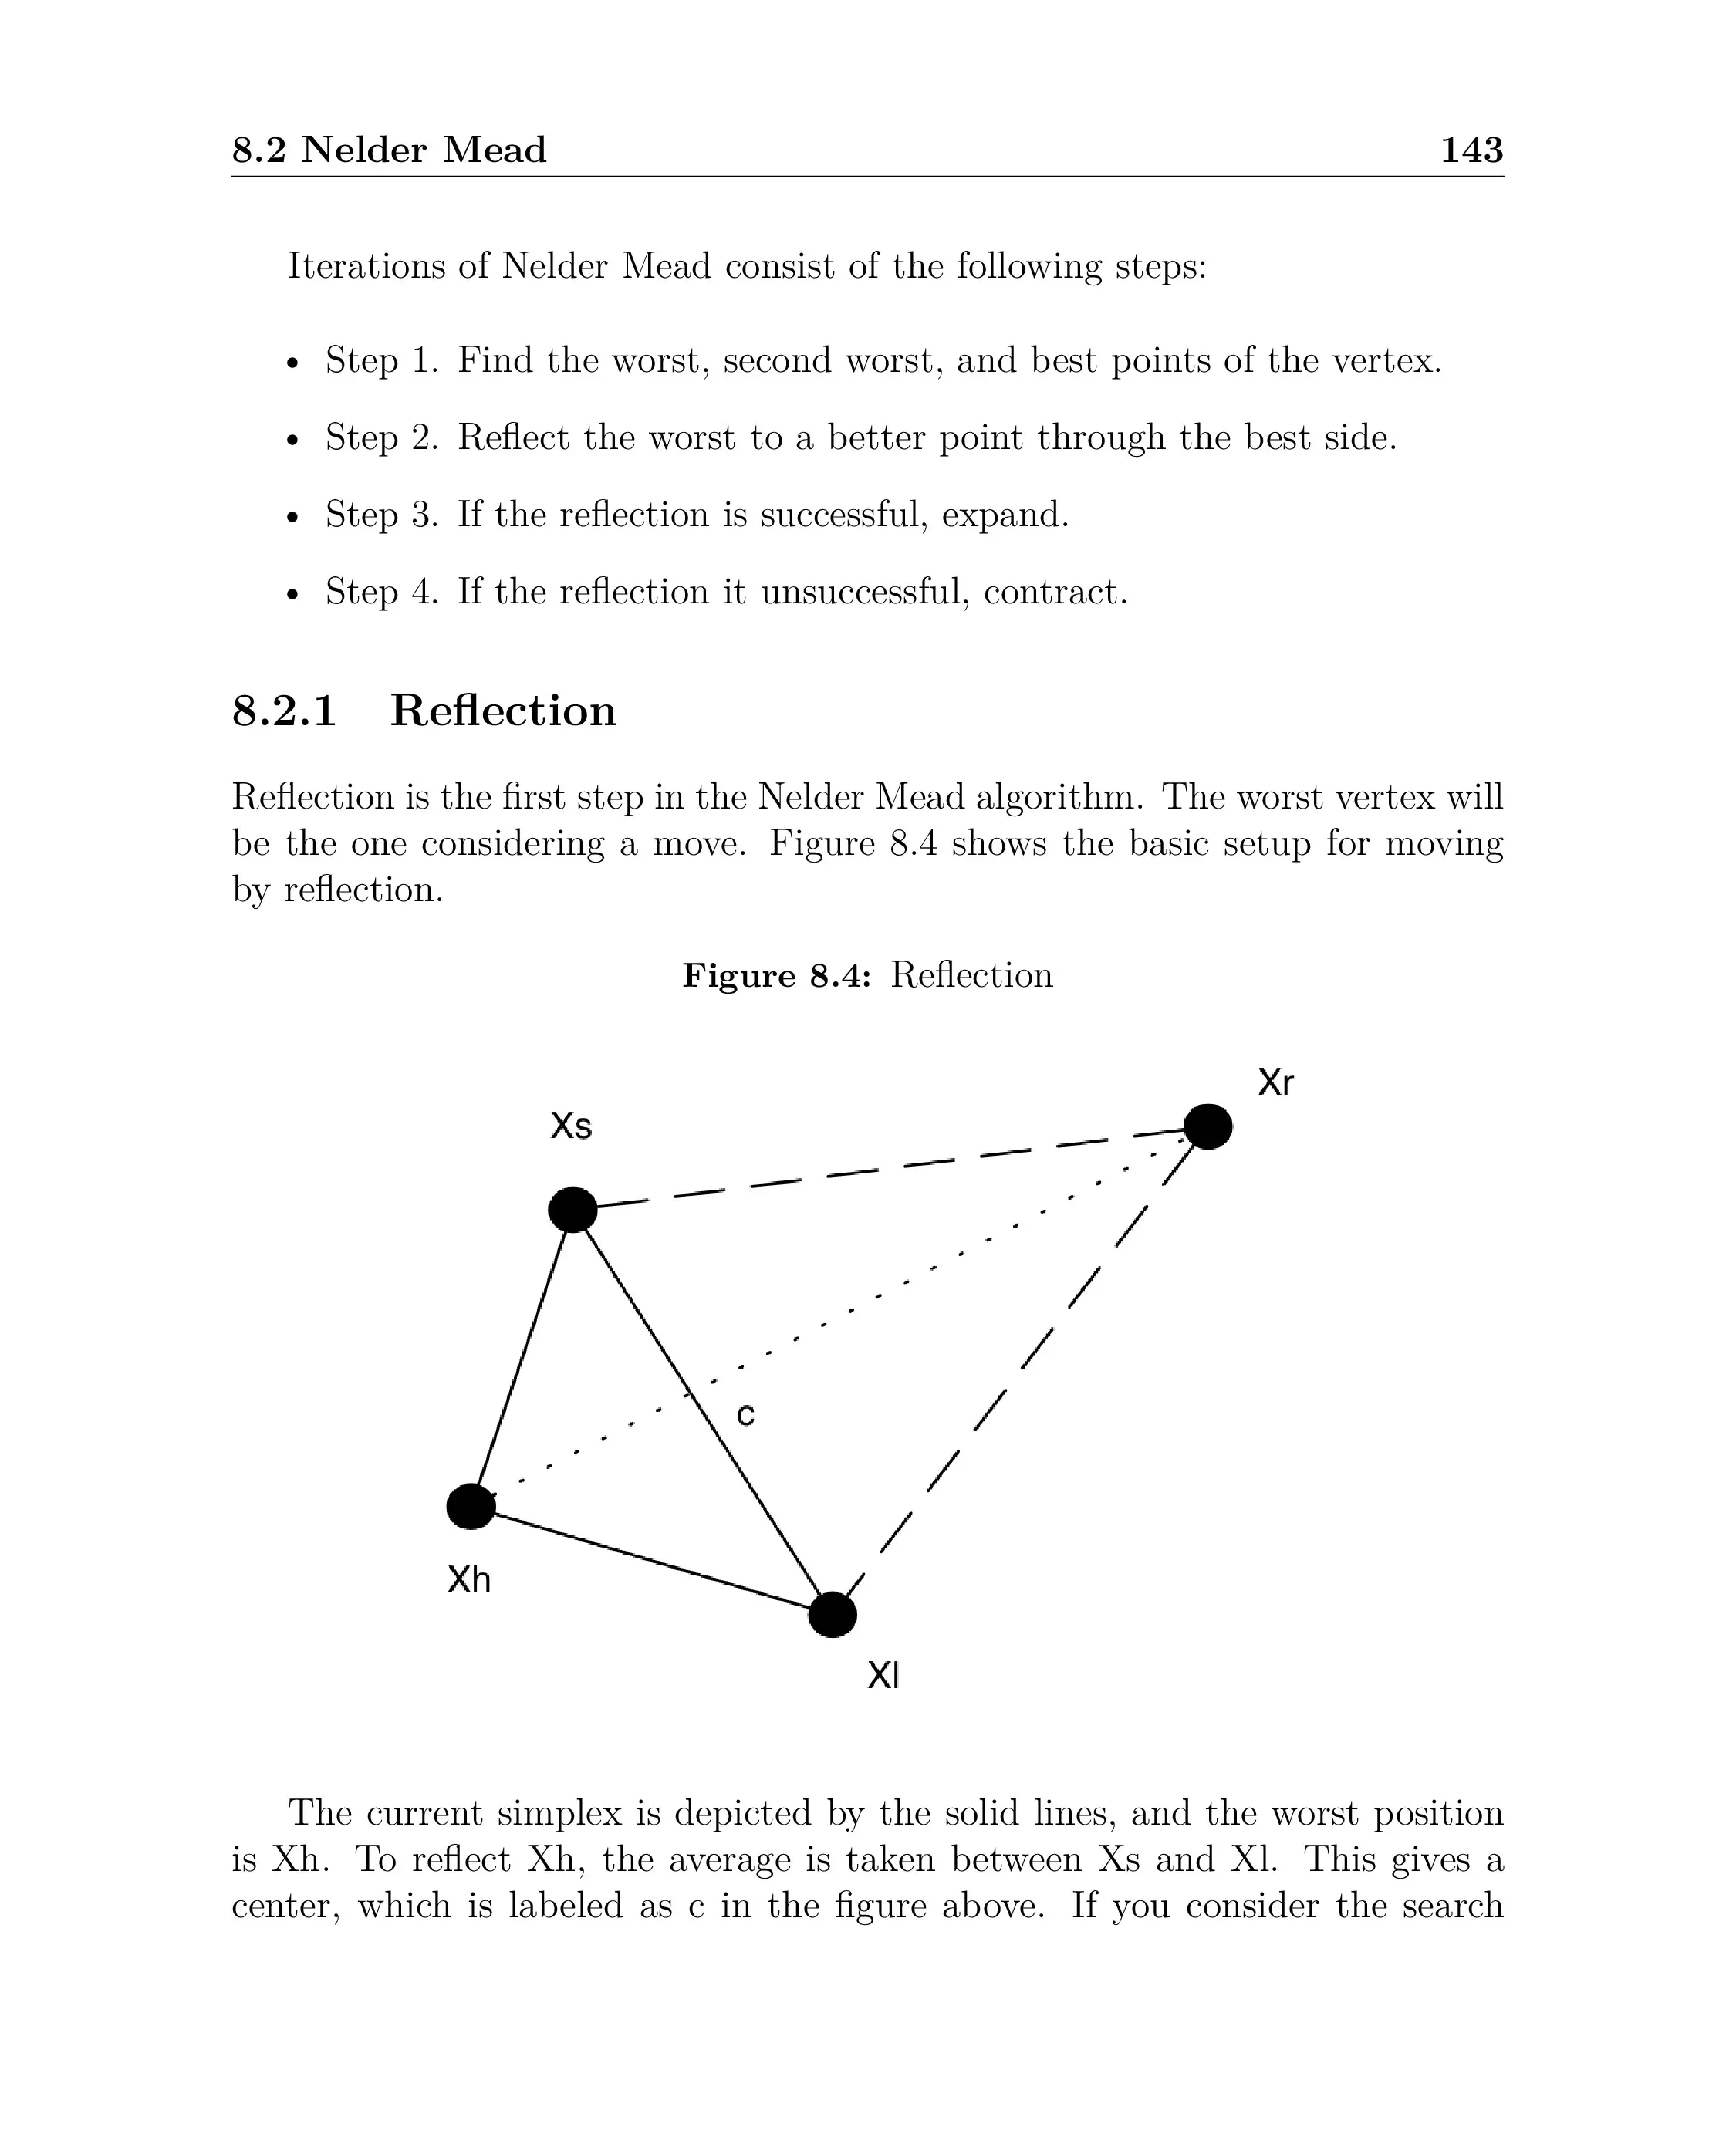 8.2 Nelder Mead 143
Iterations of Nelder Mead consist of the following steps:
• Step 1. Find the worst, second worst, and best points of the vertex.
• Step 2. Reflect the worst to a better point through the best side.
• Step 3. If the reflection is successful, expand.
• Step 4. If the reflection it unsuccessful, contract.
8.2.1 Reflection
Reflection is the first step in the Nelder Mead algorithm. The worst vertex will
be the one considering a move. Figure 8.4 shows the basic setup for moving
by reflection.
Figure 8.4: Reflection
Xr
Xs
c
Xh
Xl
The current simplex is depicted by the solid lines, and the worst position
is Xh. To reflect Xh, the average is taken between Xs and Xl. This gives a
center, which is labeled as c in the figure above. If you consider the search